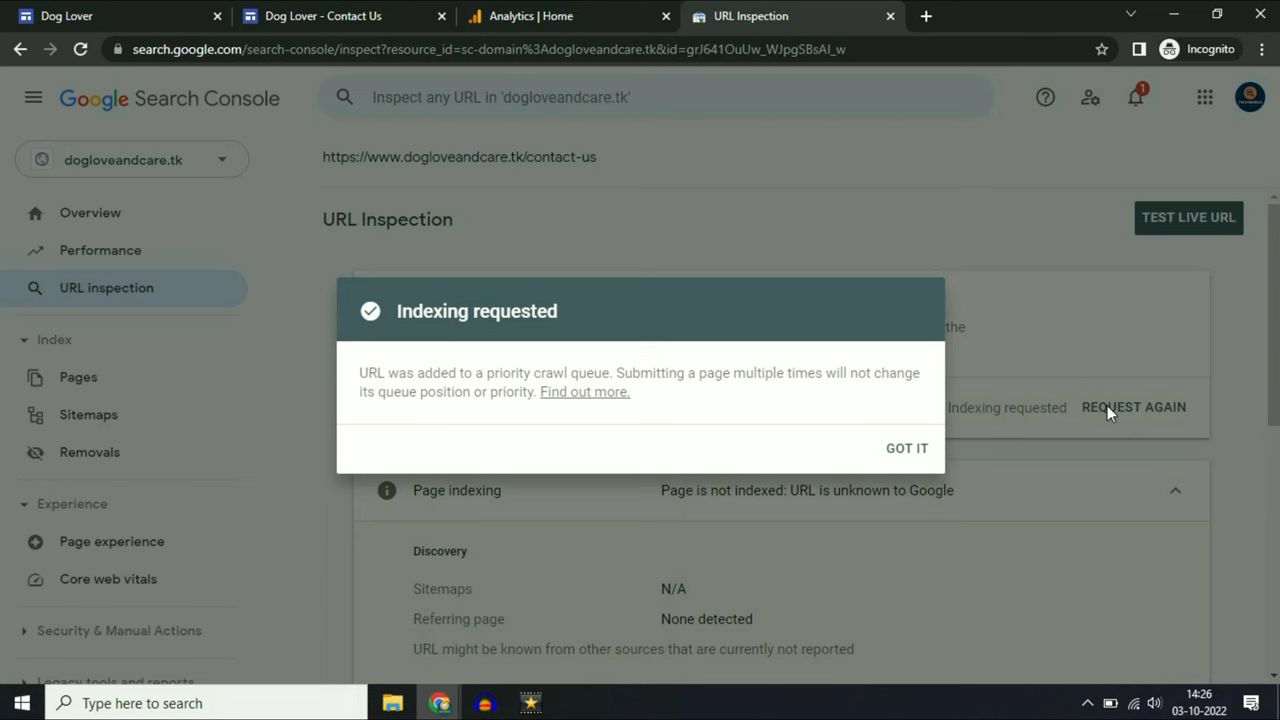 Dog Lover
Dog Lover - Contact Us
Analytics | Home
URL Inspection
search.google.com/search-console/inspect?resource_id=sc-domain%3Adogloveandcare.tk&id=grJ641OuUw_WJpgSBsAI_w
Incognito
Google Search Console
Inspect any URL in 'dogloveandcare.tk'
1
dogloveandcare.tk
https://www.dogloveandcare.tk/contact-us
Overview
Performance
URL inspection
Index
Pages
Sitemaps
Removals
Experience
Page experience
Core web vitals
Security & Manual Actions
Legacy tools and reports
URL Inspection
TEST LIVE URL
the
Indexing requested
REQUEST AGAIN
Indexing requested
URL was added to a priority crawl queue. Submitting a page multiple times will not change
its queue position or priority. Find out more.
GOT IT
Page indexing
Page is not indexed: URL is unknown to Google
Discovery
Sitemaps
N/A
Referring page
None detected
URL might be known from other sources that are currently not reported
Type here to search
14:26
03-10-2022